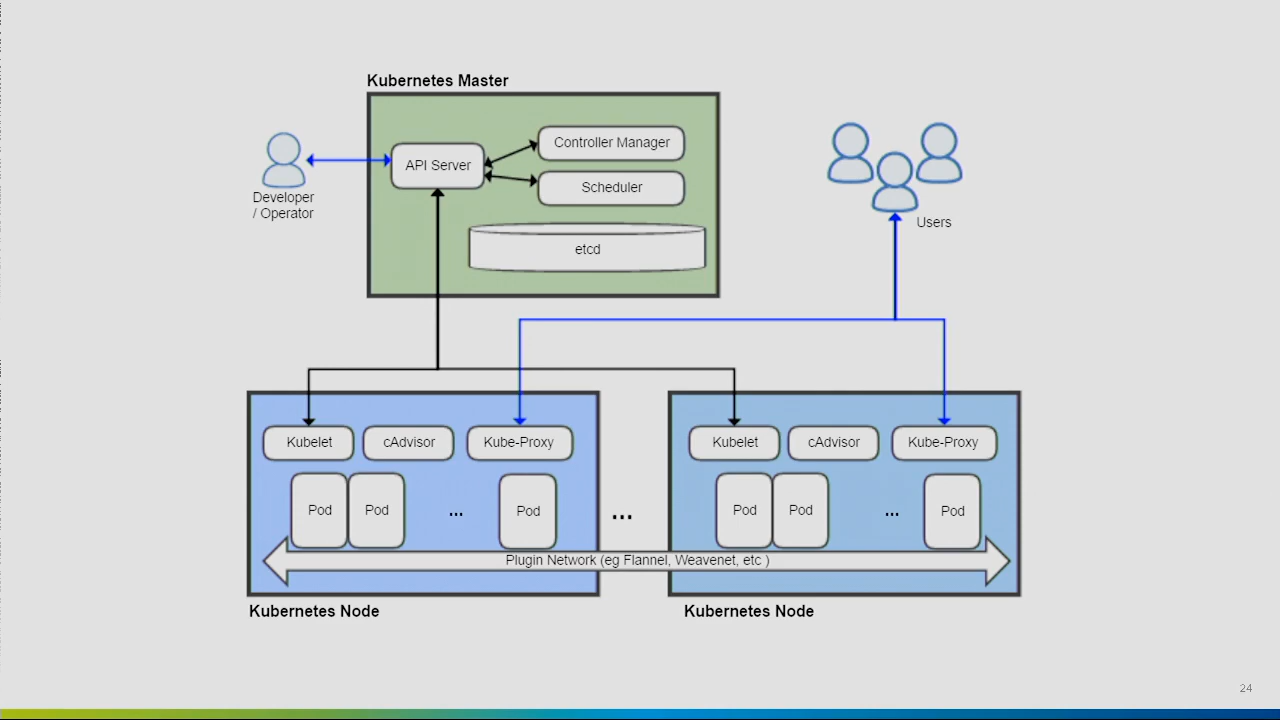 Kubernetes Master
API Server
Controller Manager
Scheduler
etcd
Developer
/ Operator
Users
Kubelet
cAdvisor
Kube-Proxy
Pod
Pod
...
Pod
...
Kubelet
cAdvisor
Kube-Proxy
Pod
Pod
...
Pod
Plugin Network (eg Flannel, Weavenet, etc )
Kubernetes Node
Kubernetes Node
24